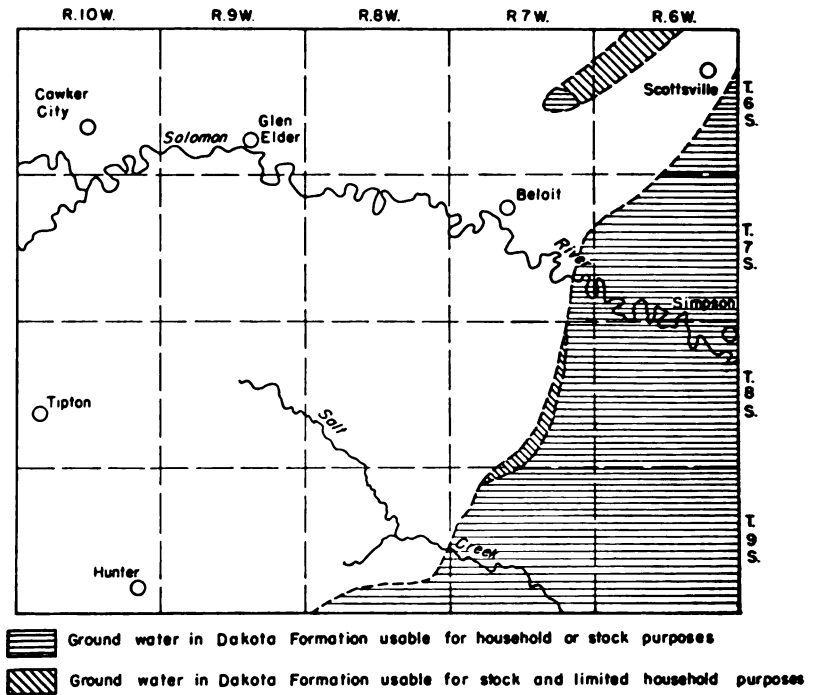 R.10W. R.9W. R.8W. R7W. R.6W.
Cawker
City
Solomon
Glen
Elder
Scottsville
T.
6
S.
Beloit
River
T.
7
S.
Simpson
Tipton
Salt
T.
8
S.
Creek
T.
9
S.
Hunter
Ground water in Dakota Formation usable for household or stock purposes
Ground water in Dakota Formation usable for stock and limited household purposes